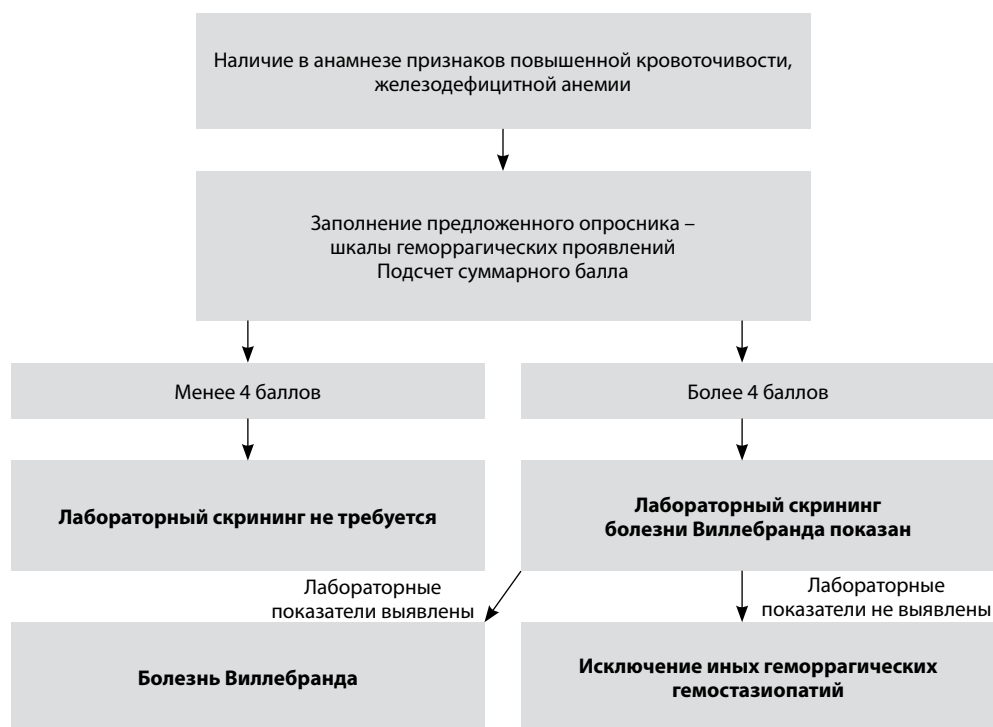 Наличие в анамнезе признаков повышенной кровоточивости,
железодефицитной анемии
Заполнение предложенного опросника –
шкалы геморрагических проявлений
Подсчет суммарного балла
Менее 4 баллов
Более 4 баллов
Лабораторный скрининг не требуется
Лабораторный скрининг
болезни Виллебранда показан
Лабораторные
показатели выявлены
Лабораторные
показатели не выявлены
Болезнь Виллебранда
Исключение иных геморрагических
гемостазиопатий